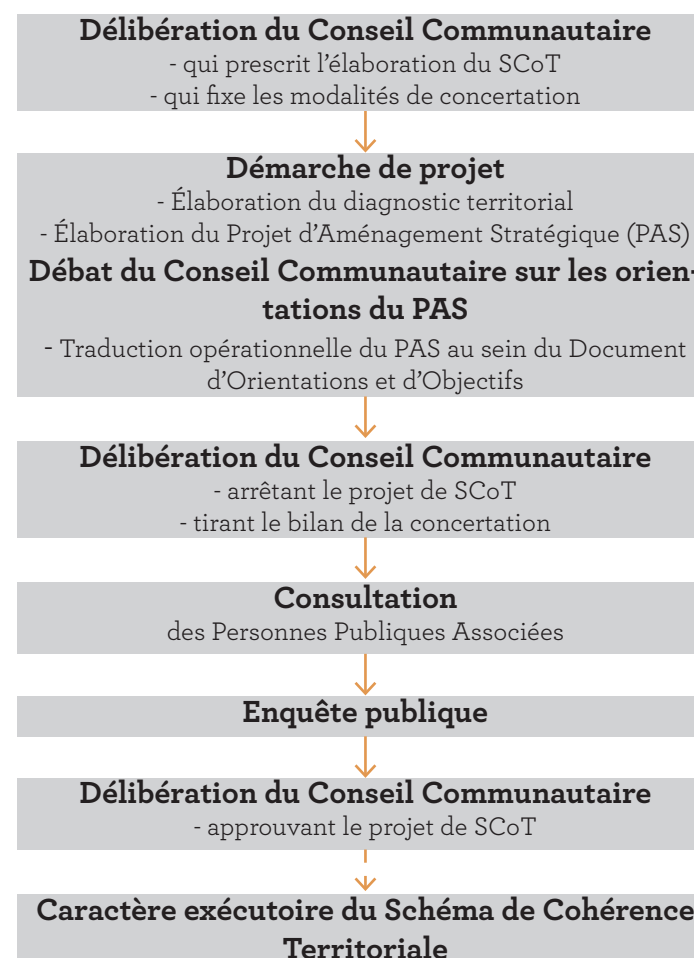 Délibération du Conseil Communautaire
- qui prescrit l’élaboration du SCoT
- qui fixe les modalités de concertation
Démarche de projet
- Élaboration du diagnostic territorial
- Élaboration du Projet d’Aménagement Stratégique (PAS)
Débat du Conseil Communautaire sur les orien-
tations du PAS
- Traduction opérationnelle du PAS au sein du Document
d’Orientations et d’Objectifs
Délibération du Conseil Communautaire
- arrêtant le projet de SCoT
- tirant le bilan de la concertation
Consultation
des Personnes Publiques Associées
Enquête publique
Délibération du Conseil Communautaire
- approuvant le projet de SCoT
Caractère exécutoire du Schéma de Cohérence
Territoriale